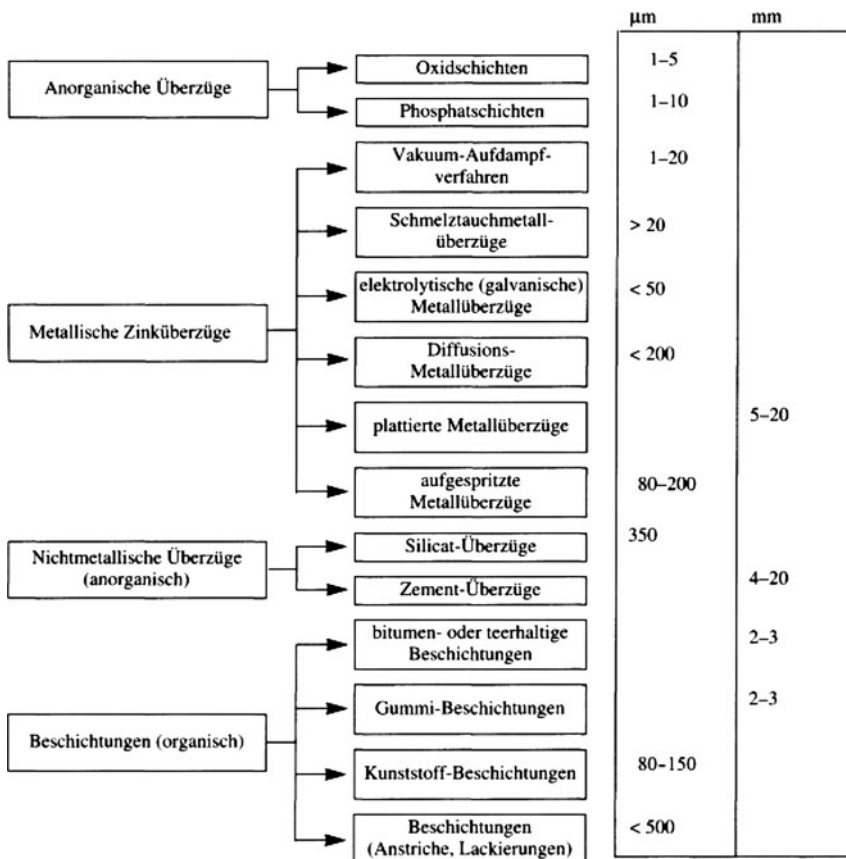 μm mm
Anorganische Überzüge
Oxidschichten 1–5
Phosphatschichten 1–10
Metallische Zinküberzüge
Vakuum-Aufdampf-
verfahren 1–20
Schmelztauchmetall-
überzüge > 20
elektrolytische (galvanische)
Metallüberzüge < 50
Diffusions-
Metallüberzüge < 200
plattierte Metallüberzüge 5–20
aufgespritzte
Metallüberzüge 80–200
Nichtmetallische Überzüge
(anorganisch)
Silicat-Überzüge 350
Zement-Überzüge 4–20
Beschichtungen (organisch)
bitumen- oder teerhaltige
Beschichtungen 2–3
Gummi-Beschichtungen 2–3
Kunststoff-Beschichtungen 80–150
Beschichtungen
(Anstriche, Lackierungen) < 500